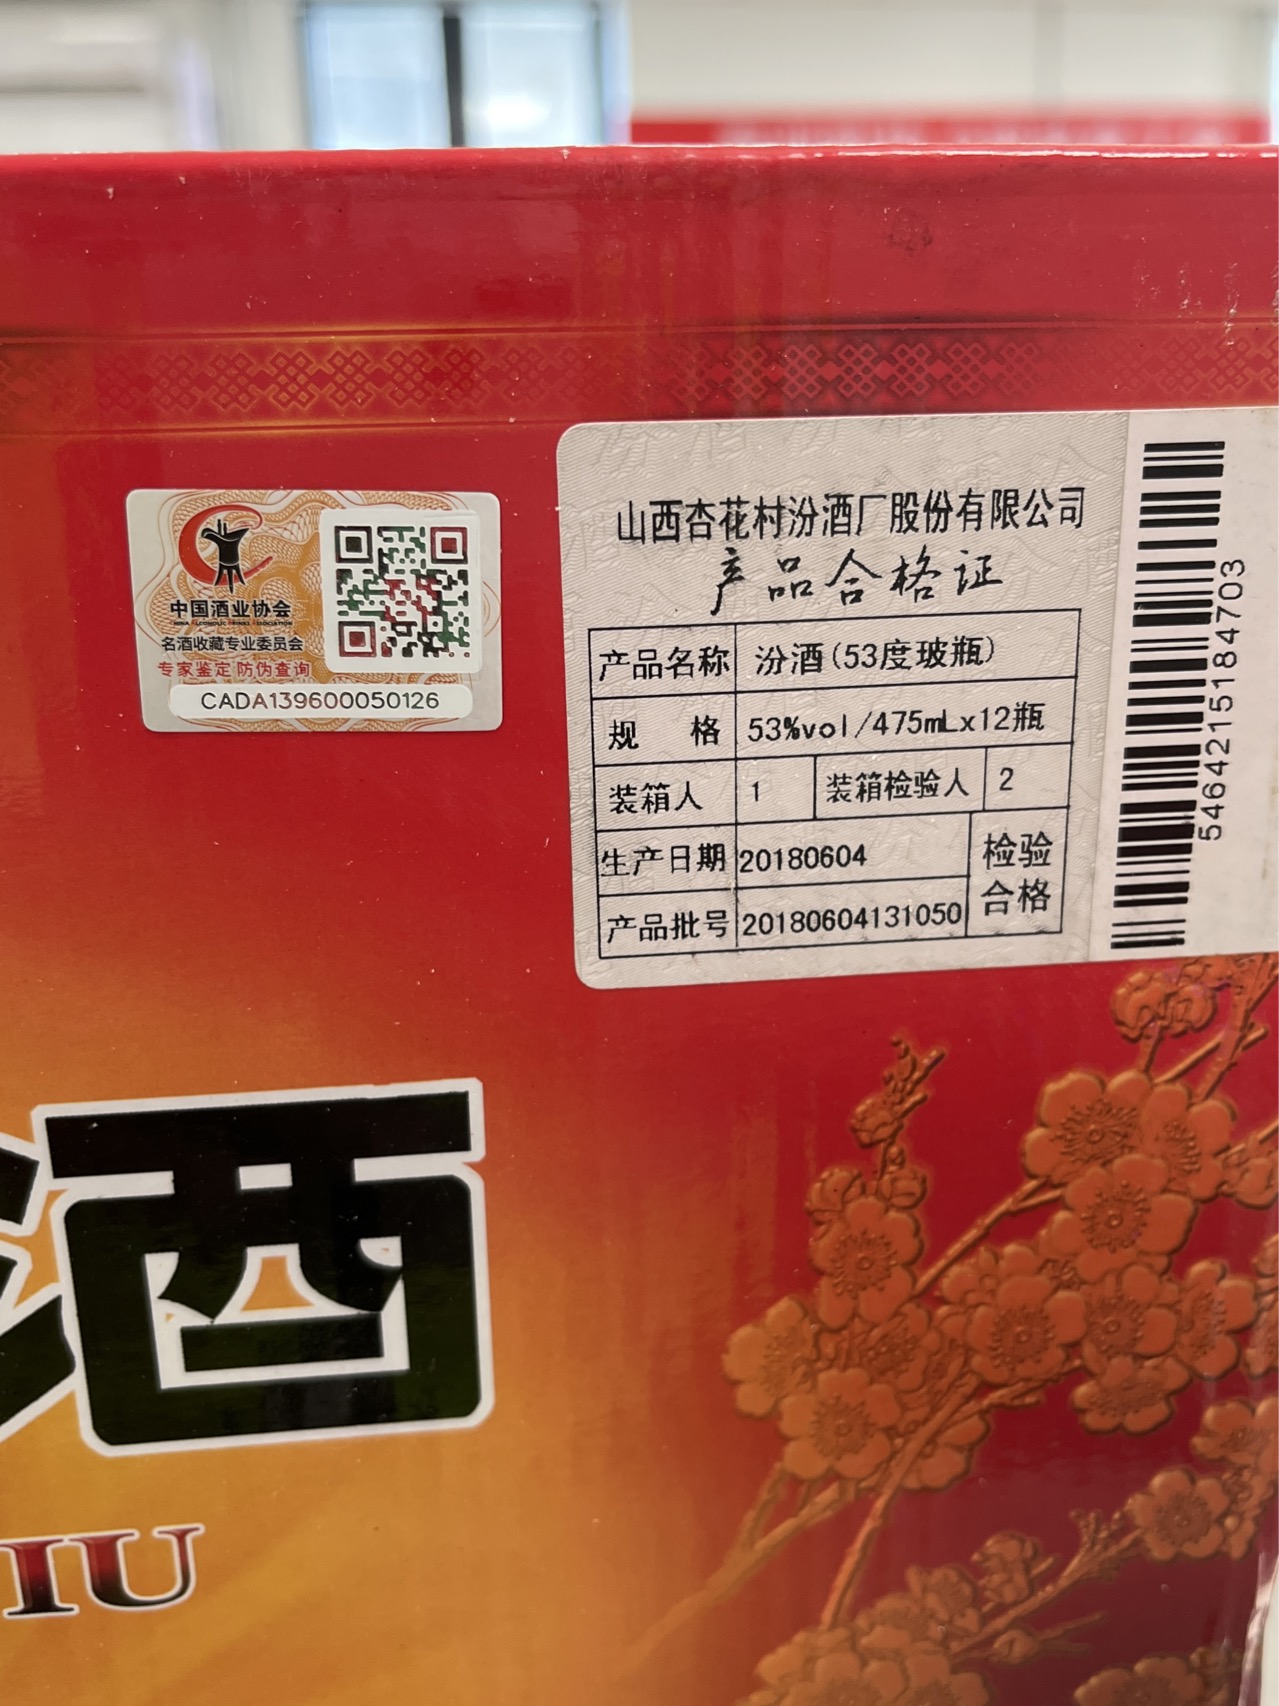 中国酒业协会
CHINA ALCOHOLIC DRINKS ASSOCIATION
名酒收藏专业委员会
专家鉴定 防伪查询
CADA139600050126
山西杏花村汾酒厂股份有限公司
产品合格证
产品名称 汾酒(53度玻瓶)
规 格 53%vol/475mLx12瓶
装箱人 1 装箱检验人 2
生产日期 20180604 检验
合格
产品批号 20180604131050
5464215184703
酒
IU